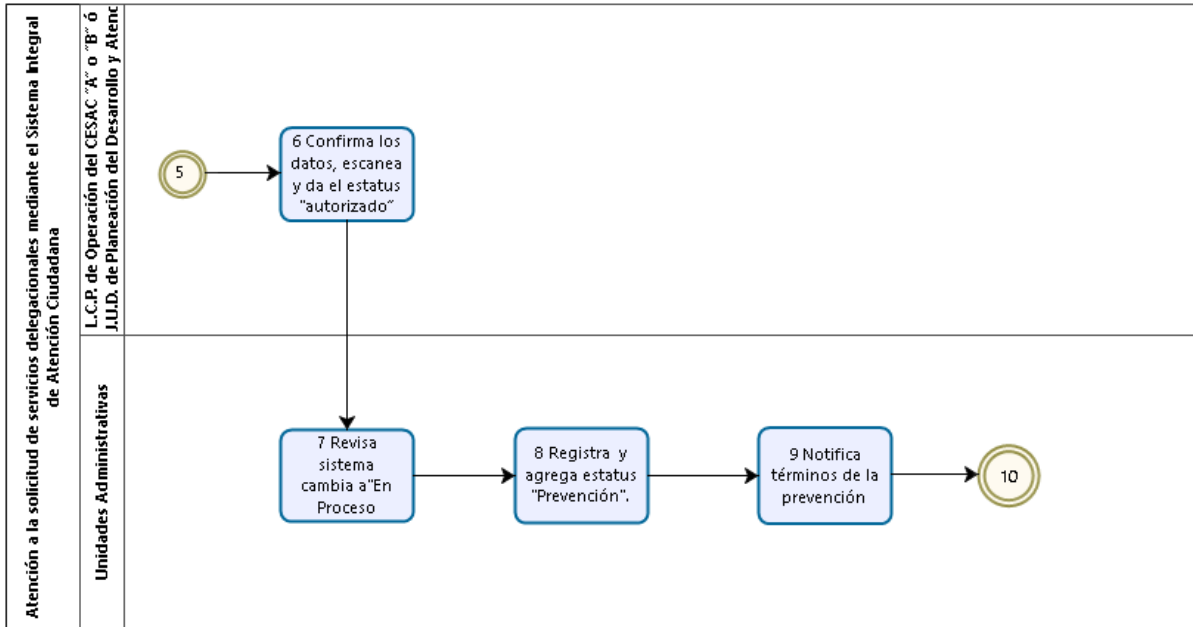 Atención a la solicitud de servicios delegacionales mediante el Sistema Integral
de Atención Ciudadana
L.C.P. de Operación del CESAC "A" o "B" ó
J.U.D. de Planeación del Desarrollo y Atenc
5
6 Confirma los
datos, escanea
y da el estatus
"autorizado"
Unidades Administrativas
7 Revisa
sistema
cambia a"En
Proceso
8 Registra y
agrega estatus
"Prevención".
9 Notifica
términos de la
prevención
10